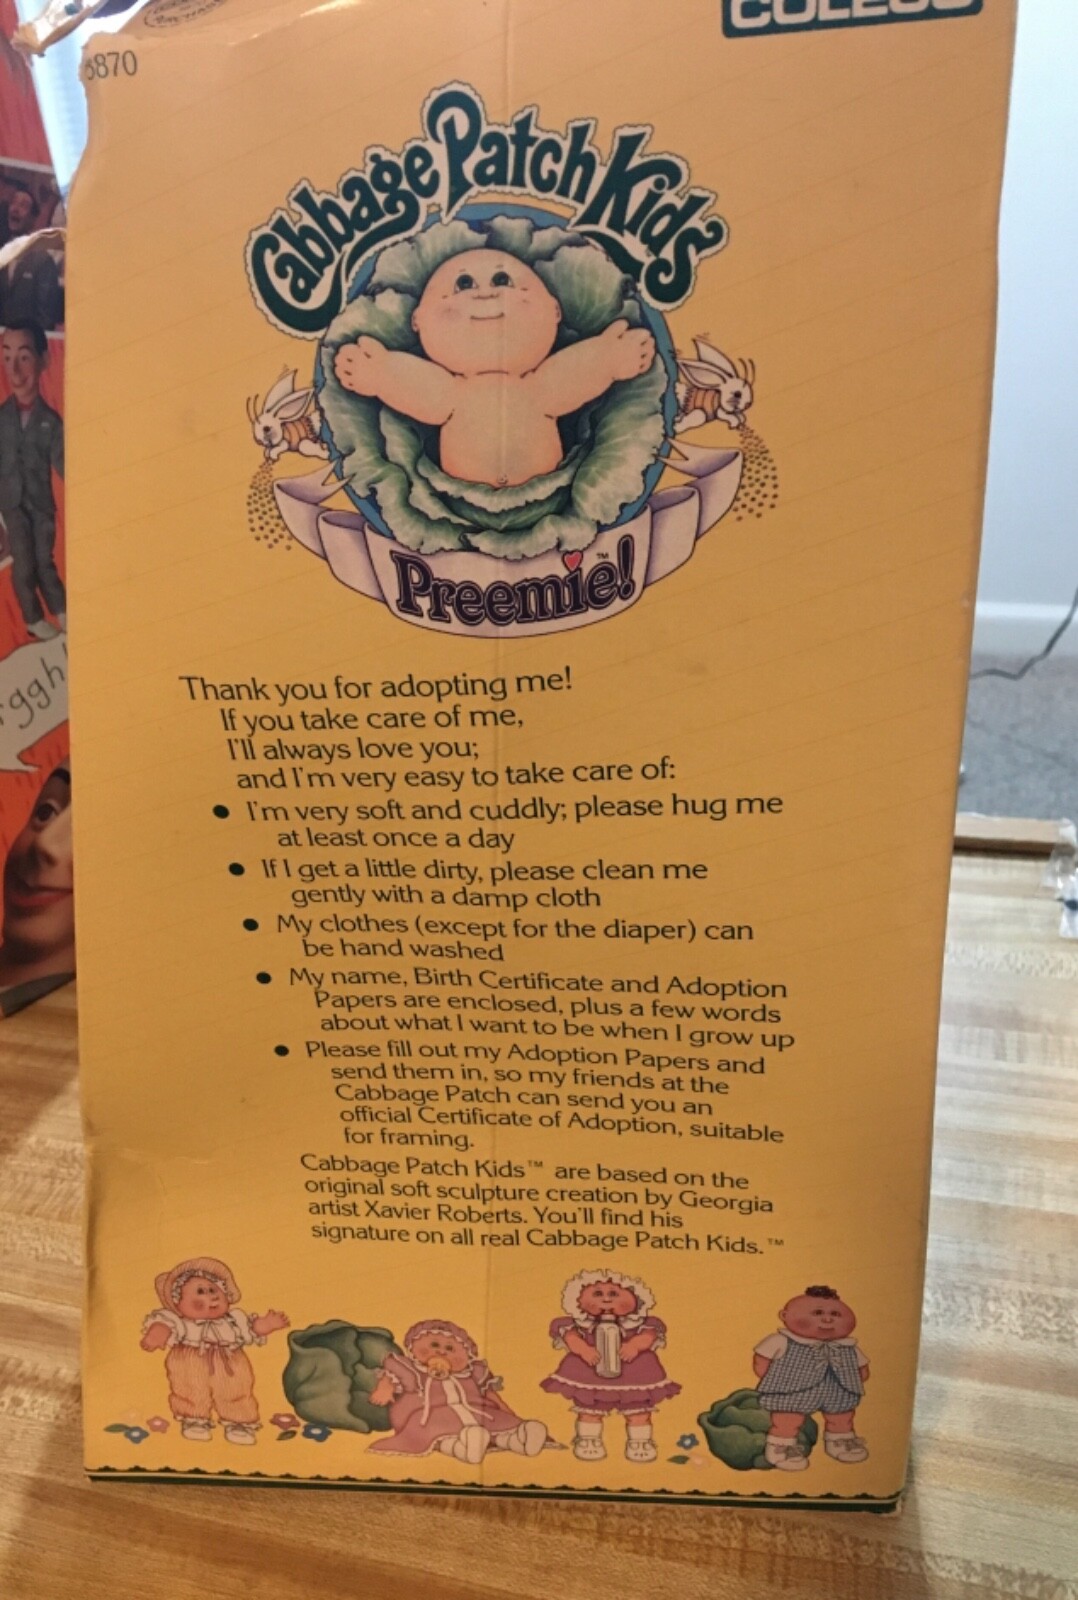 COLECO
3870
Cabbage Patch Kids
Preemie!™
Thank you for adopting me!
If you take care of me,
I'll always love you;
and I'm very easy to take care of:
● I'm very soft and cuddly; please hug me
at least once a day
● If I get a little dirty, please clean me
gently with a damp cloth
● My clothes (except for the diaper) can
be hand washed
● My name, Birth Certificate and Adoption
Papers are enclosed, plus a few words
about what I want to be when I grow up
● Please fill out my Adoption Papers and
send them in, so my friends at the
Cabbage Patch can send you an
official Certificate of Adoption, suitable
for framing.
Cabbage Patch Kids™ are based on the
original soft sculpture creation by Georgia
artist Xavier Roberts. You'll find his
signature on all real Cabbage Patch Kids.™